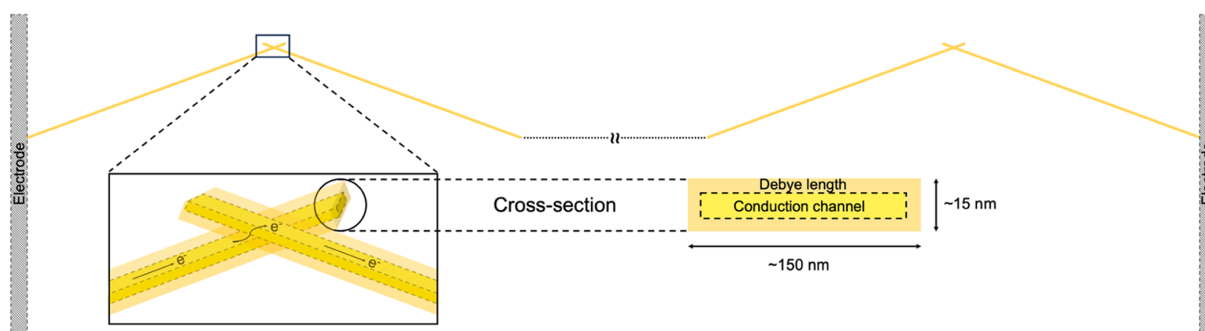 Electrode
e-
e-
e-
Cross-section
Debye length
Conduction channel
~15 nm
~150 nm